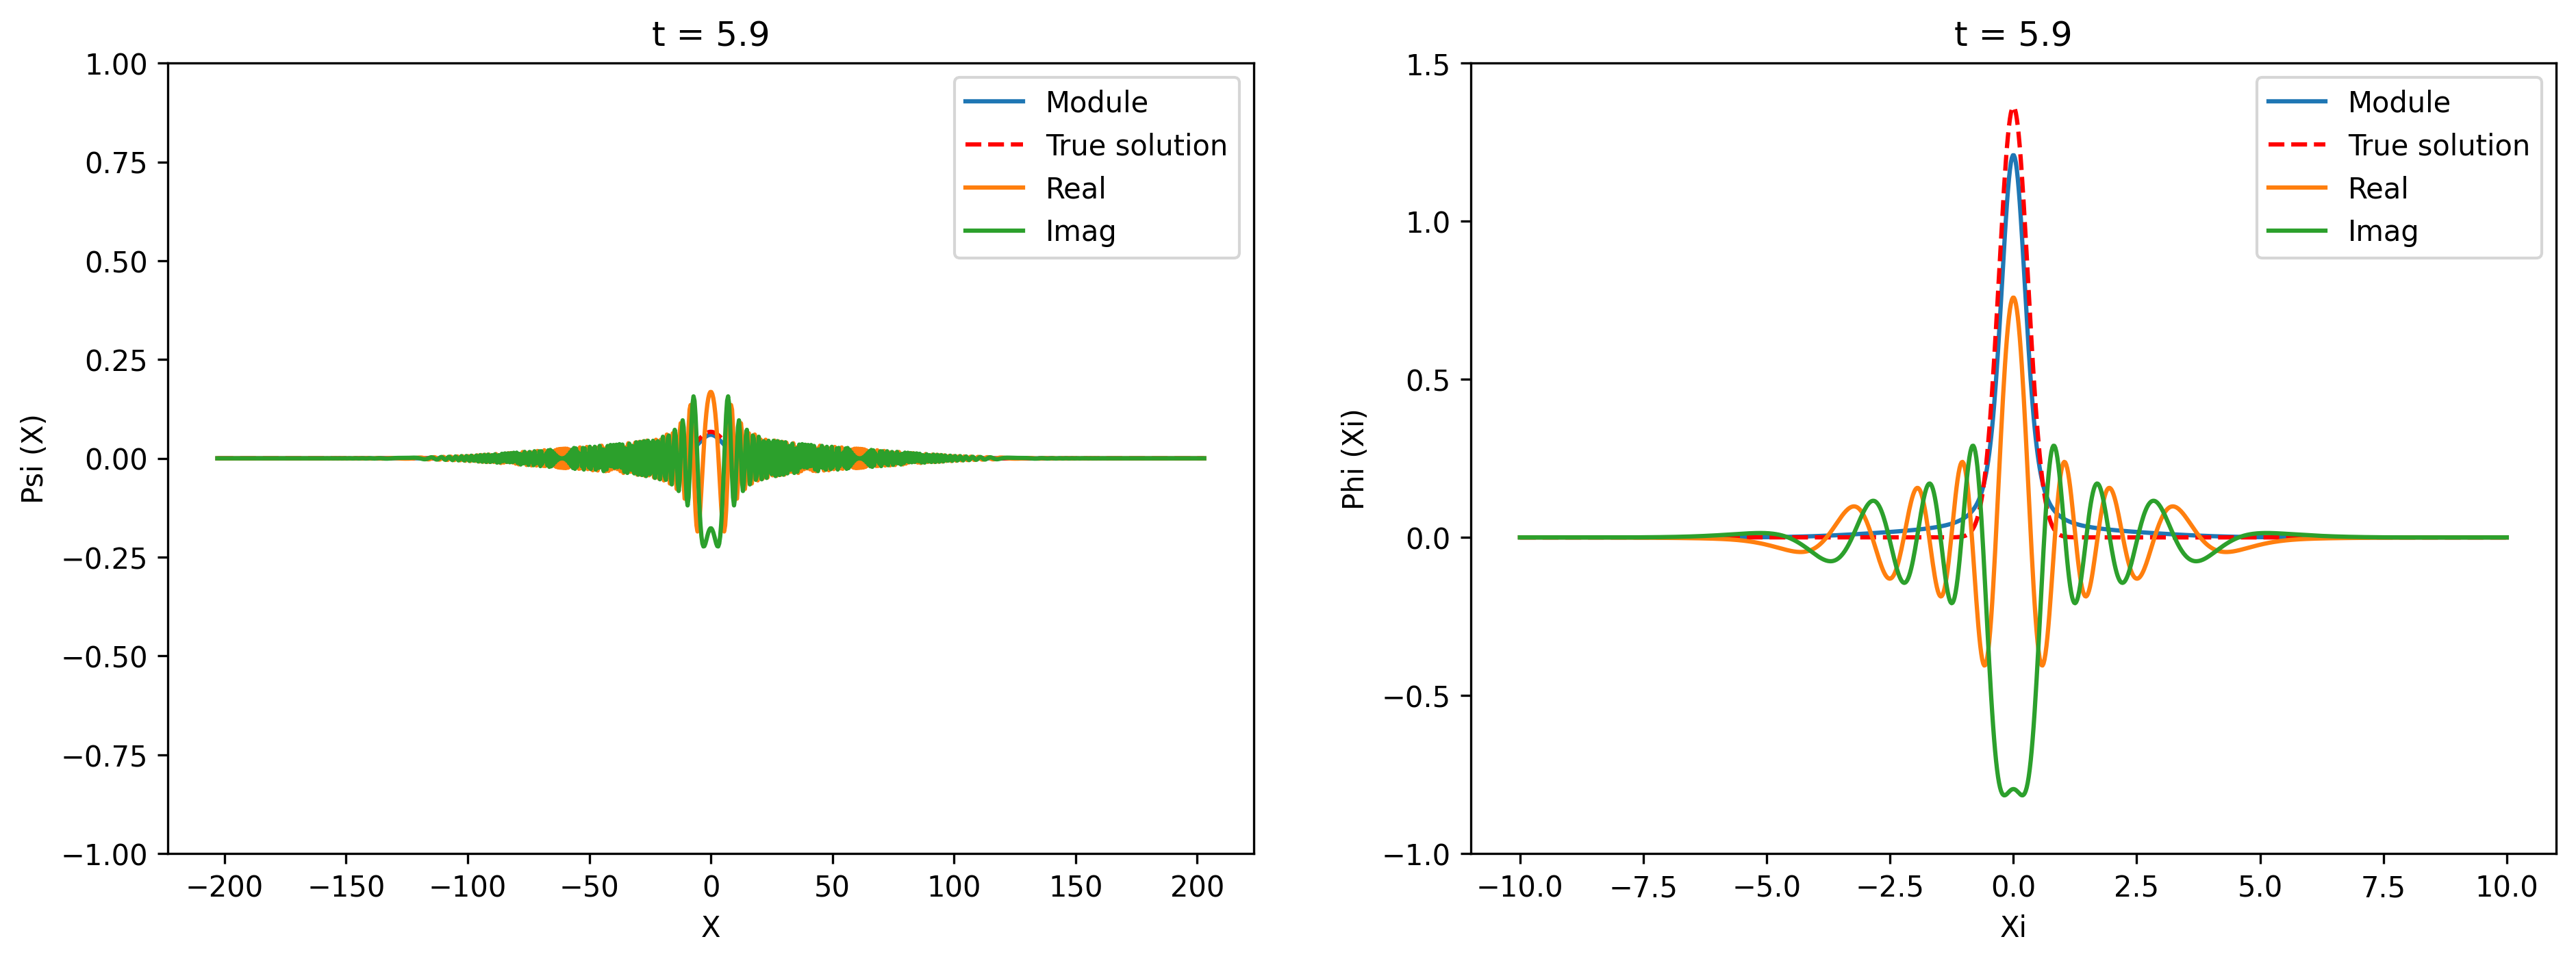 t = 5.9
1.00
0.75
0.50
0.25
0.00
−0.25
−0.50
−0.75
−1.00
Psi (X)
Module
True solution
Real
Imag
−200 −150 −100 −50 0 50 100 150 200
X
t = 5.9
1.5
1.0
0.5
0.0
−0.5
−1.0
Phi (Xi)
Module
True solution
Real
Imag
−10.0 −7.5 −5.0 −2.5 0.0 2.5 5.0 7.5 10.0
Xi